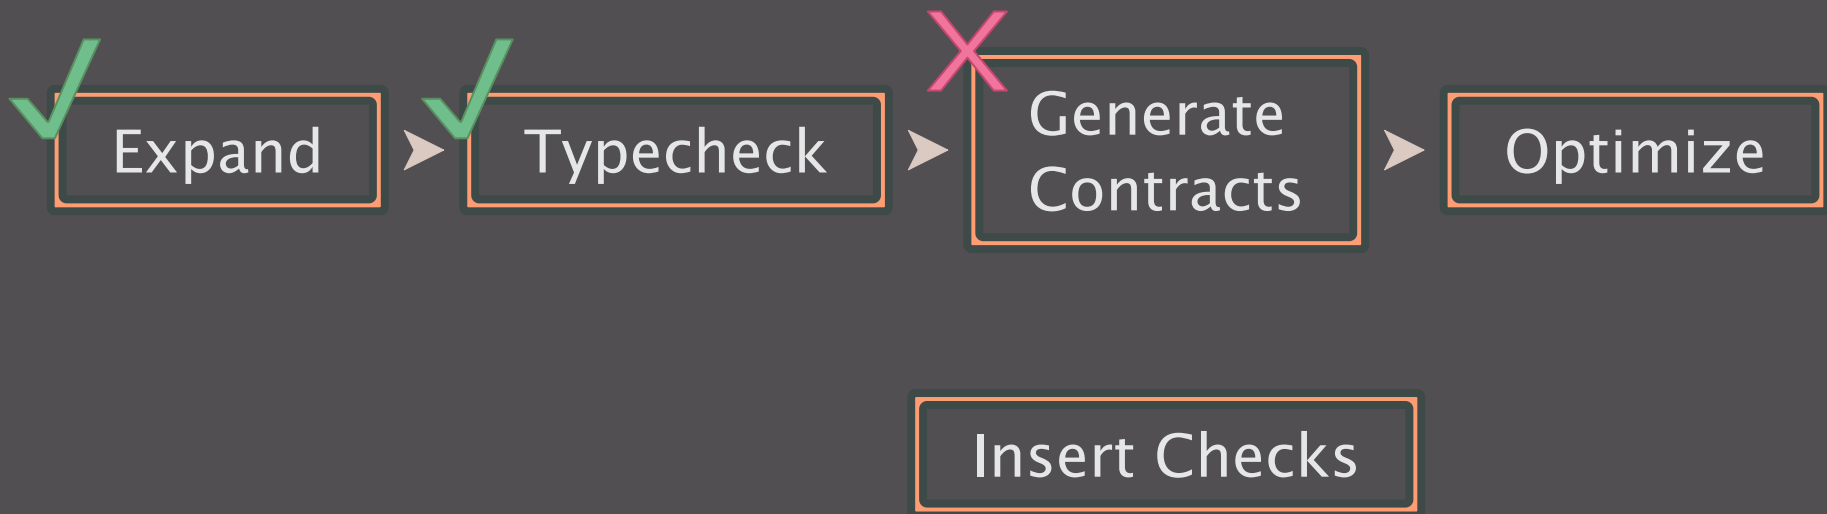 Expand
Typecheck
Generate
Contracts
Optimize
Insert Checks